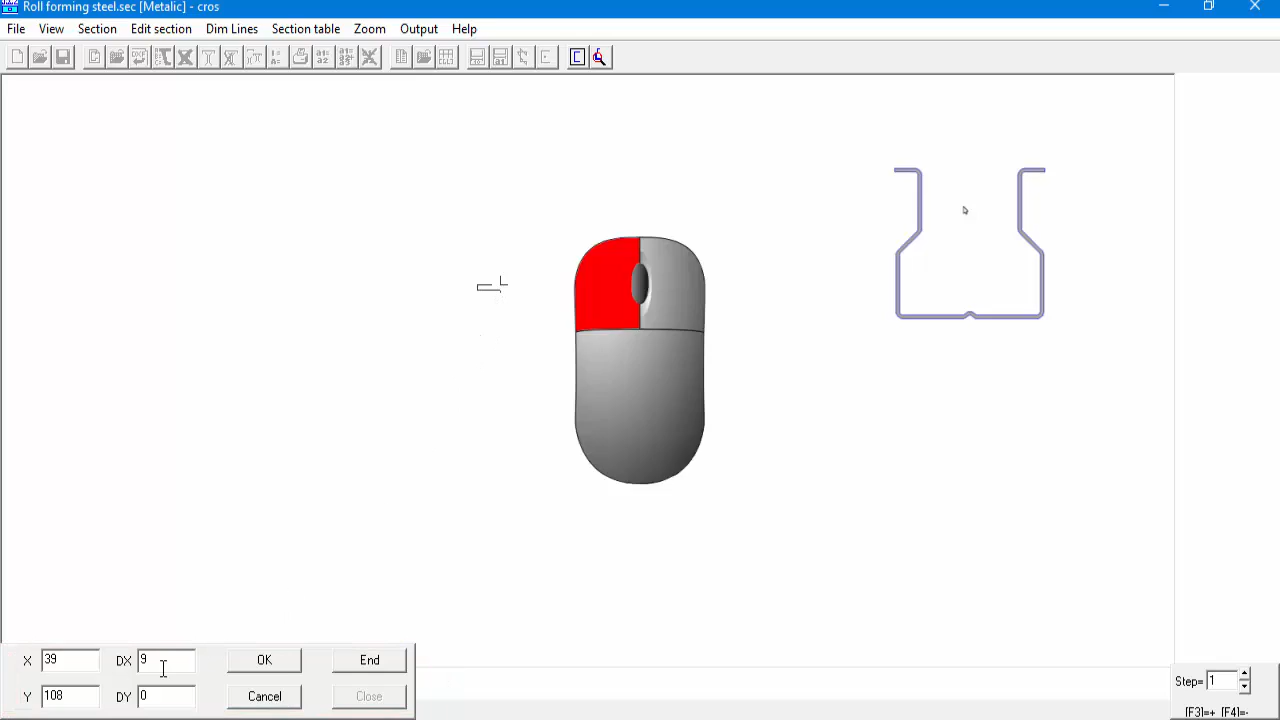 Roll forming steel.sec [Metalic] - cros
File View Section Edit section Dim Lines Section table Zoom Output Help
X 39 DX 9 OK End
Y 108 DY 0 Cancel Close
Step= 1
[F3]=+ [F4]=-